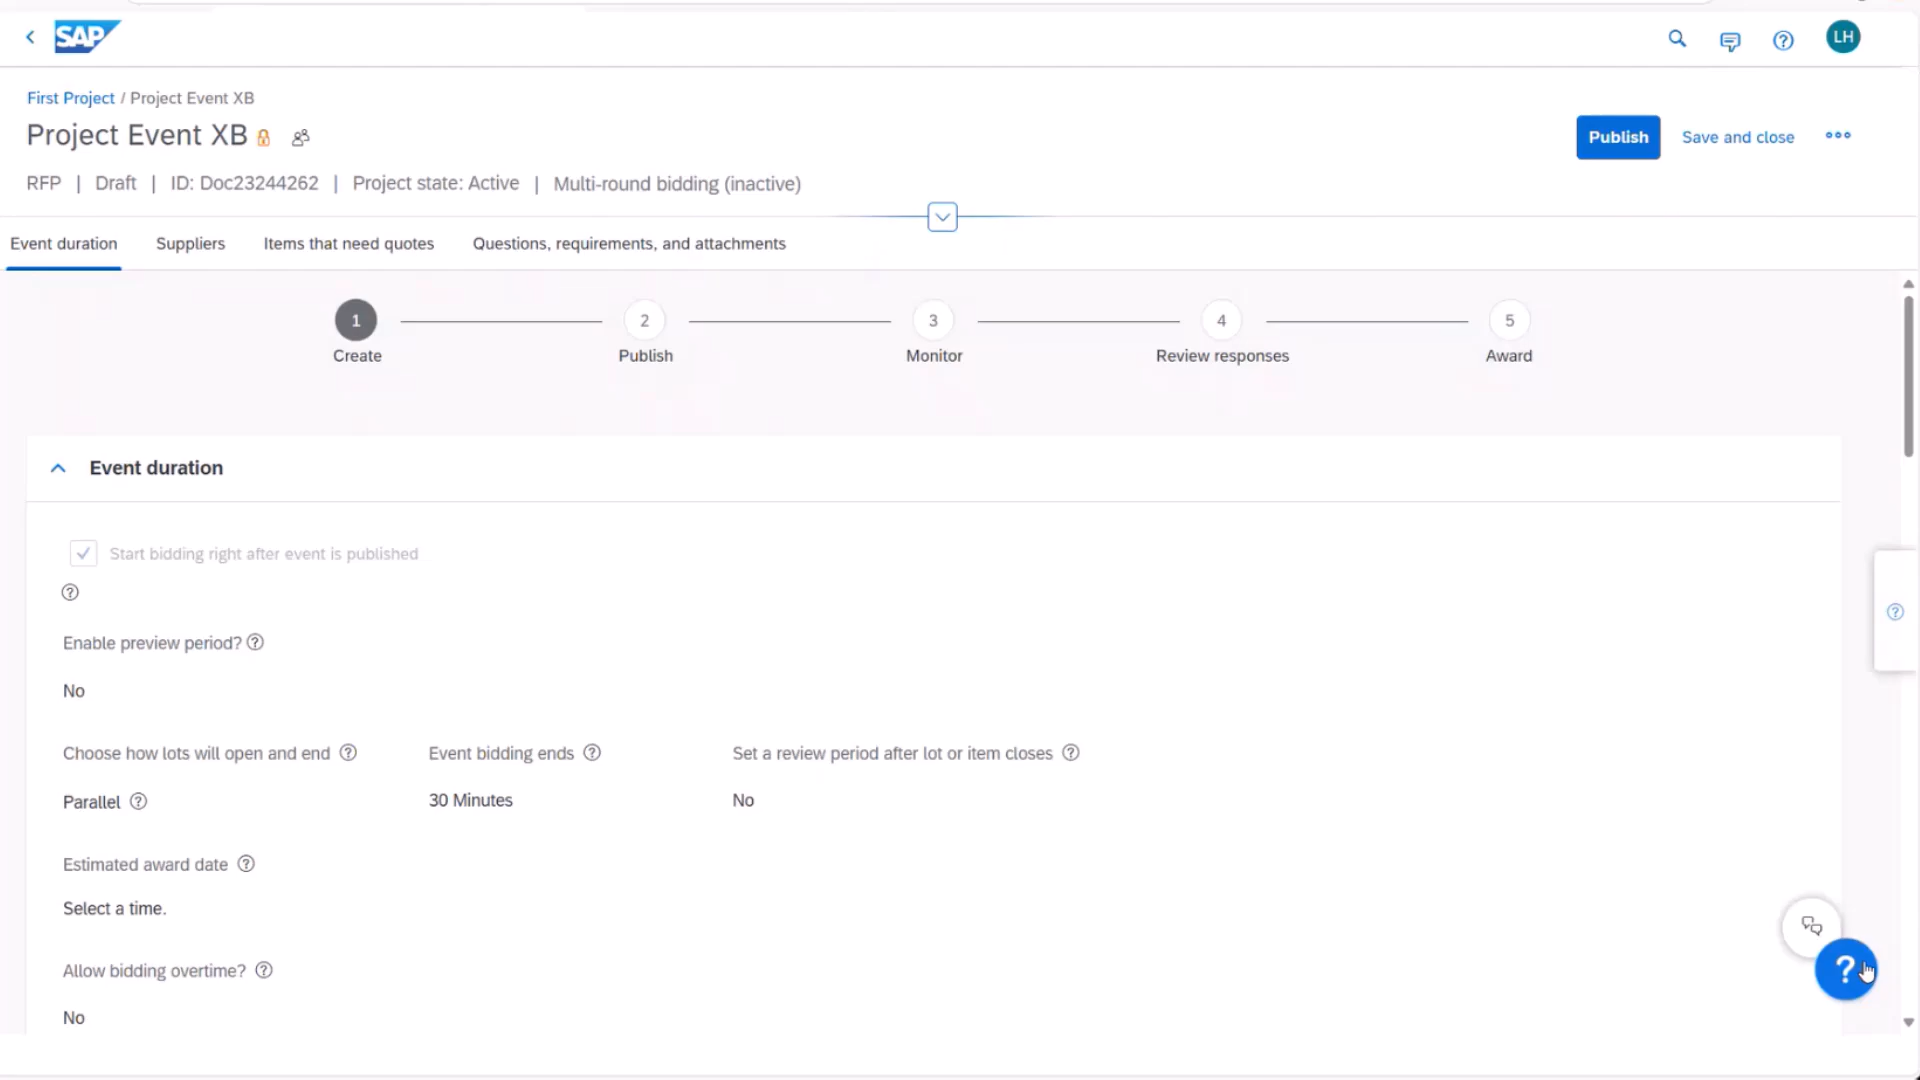 SAP
LH
First Project / Project Event XB
Project Event XB
Publish
Save and close
RFP | Draft | ID: Doc23244262 | Project state: Active | Multi-round bidding (inactive)
Event duration
Suppliers
Items that need quotes
Questions, requirements, and attachments
1
2
3
4
5
Create
Publish
Monitor
Review responses
Award
Event duration
Start bidding right after event is published
?
Enable preview period? ?
No
Choose how lots will open and end ?
Event bidding ends ?
Set a review period after lot or item closes ?
Parallel ?
30 Minutes
No
Estimated award date ?
Select a time.
Allow bidding overtime? ?
No
?
?